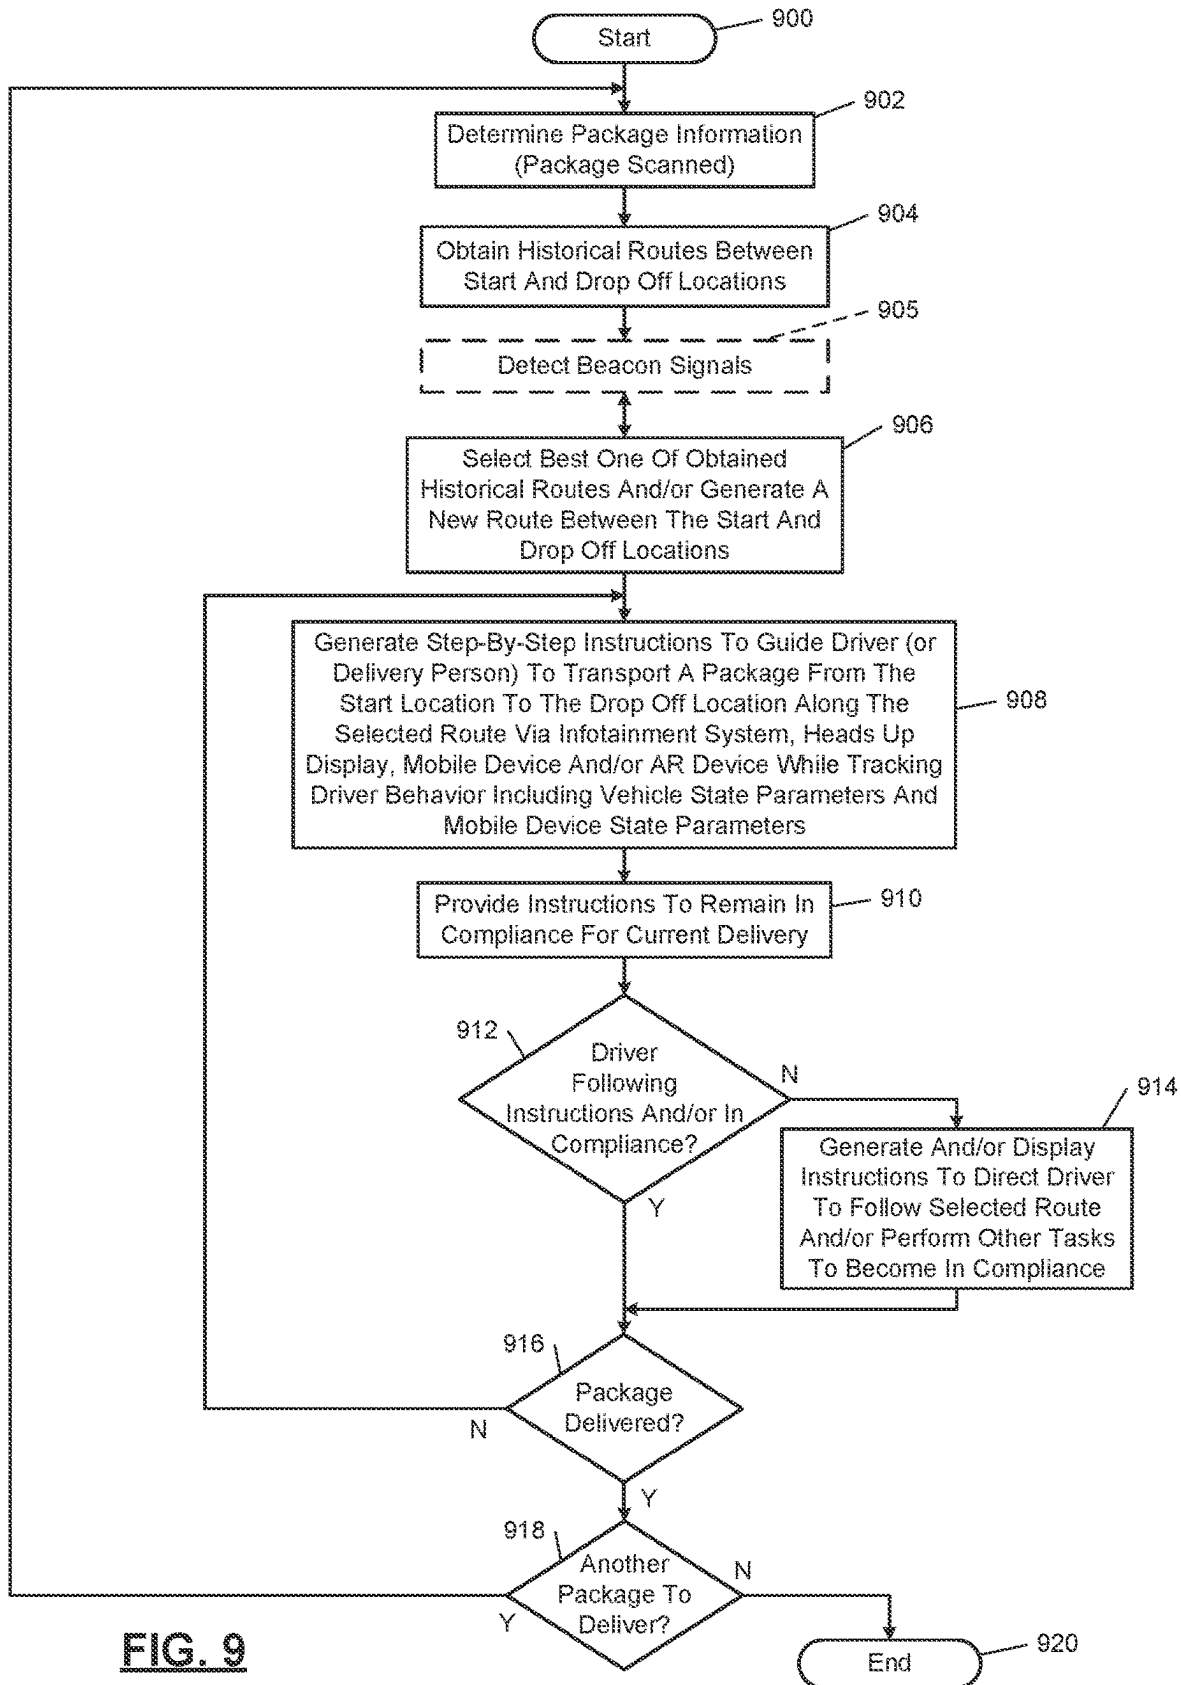 900
Start
902
Determine Package Information
(Package Scanned)
904
Obtain Historical Routes Between
Start And Drop Off Locations
905
Detect Beacon Signals
906
Select Best One Of Obtained
Historical Routes And/or Generate A
New Route Between The Start And
Drop Off Locations
Generate Step-By-Step Instructions To Guide Driver (or
Delivery Person) To Transport A Package From The
Start Location To The Drop Off Location Along The
Selected Route Via Infotainment System, Heads Up
Display, Mobile Device And/or AR Device While Tracking
Driver Behavior Including Vehicle State Parameters And
Mobile Device State Parameters
908
Provide Instructions To Remain In
Compliance For Current Delivery
910
912
Driver
Following
Instructions And/or In
Compliance?
N
Y
914
Generate And/or Display
Instructions To Direct Driver
To Follow Selected Route
And/or Perform Other Tasks
To Become In Compliance
916
Package
Delivered?
N
Y
918
Another
Package To
Deliver?
N
Y
End
920
FIG. 9